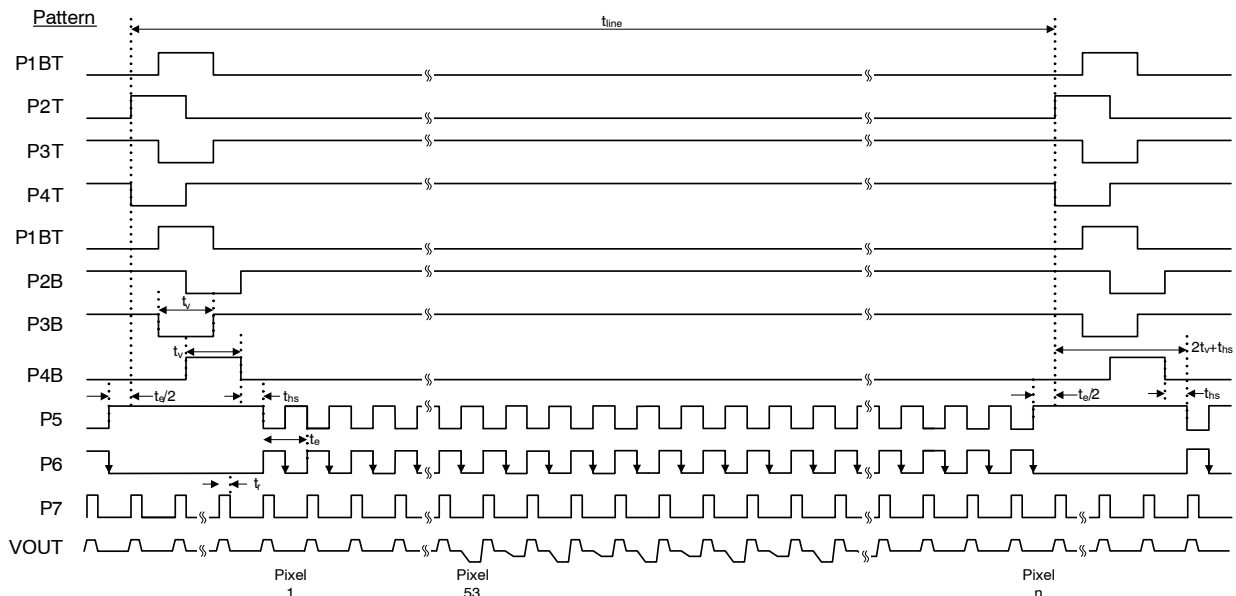 Pattern
t_line
P1BT
P2T
P3T
P4T
P1BT
P2B
t_v
P3B
t_v
2t_v+t_hs
P4B
t_e/2
t_hs
t_e/2
t_hs
P5
t_e
P6
t_r
P7
VOUT
Pixel 1
Pixel 53
Pixel n